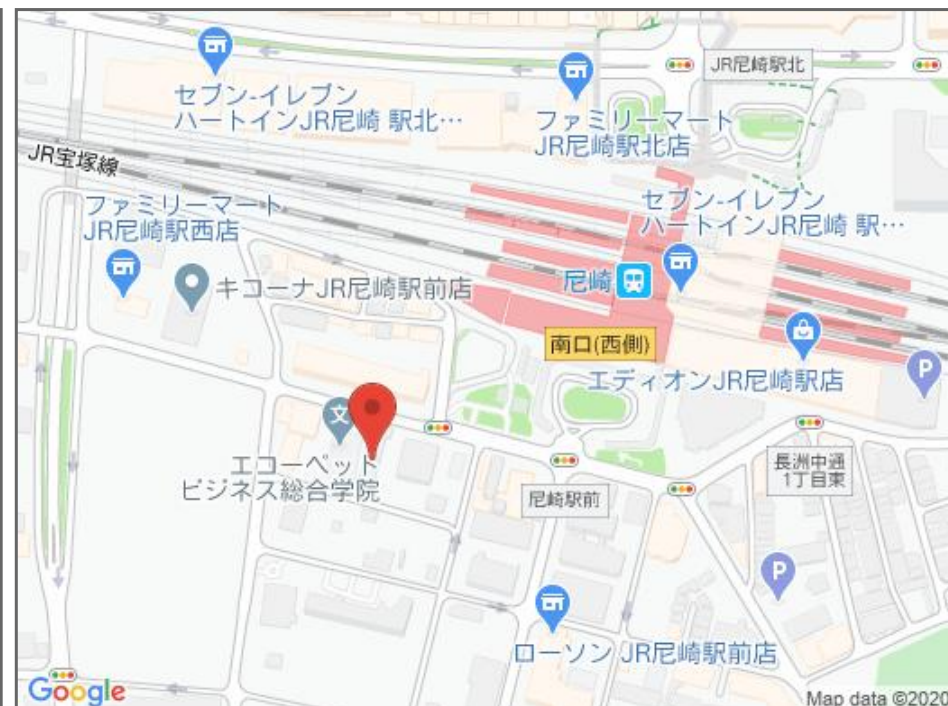 JR尼崎駅北
セブン-イレブン
ハートインJR尼崎 駅北…
ファミリーマート
JR尼崎駅北店
JR宝塚線
セブン-イレブン
ハートインJR尼崎 駅…
ファミリーマート
JR尼崎駅西店
キコーナJR尼崎駅前店
尼崎
南口(西側)
エディオンJR尼崎駅店
P
文
エコーペット
ビジネス総合学院
長洲中通
1丁目東
尼崎駅前
P
ローソン JR尼崎駅前店
Google
Map data ©2020